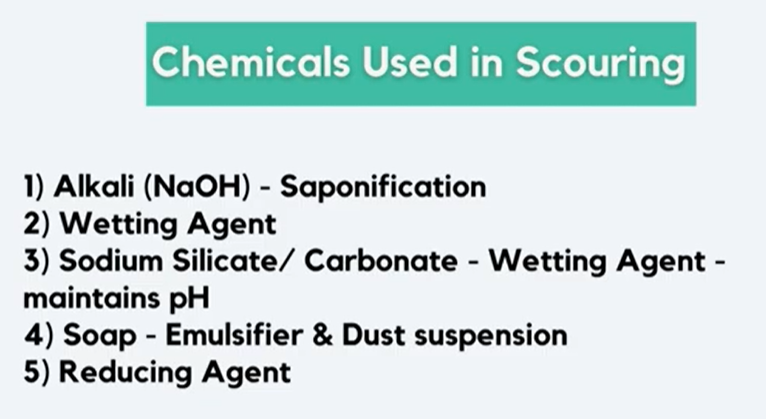 Chemicals Used in Scouring
1) Alkali (NaOH) - Saponification
2) Wetting Agent
3) Sodium Silicate/ Carbonate - Wetting Agent -
maintains pH
4) Soap - Emulsifier & Dust suspension
5) Reducing Agent